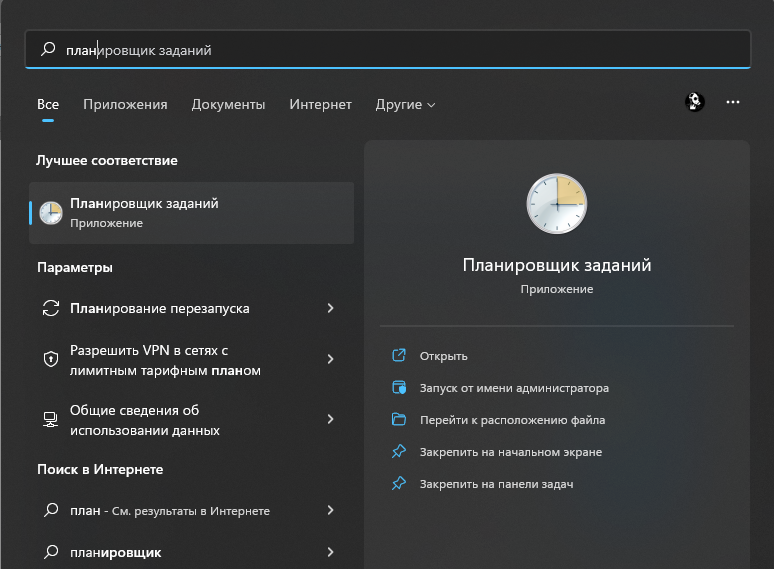 планировщик заданий
Все Приложения Документы Интернет Другие
Лучшее соответствие
Планировщик заданий
Приложение
Параметры
Планирование перезапуска
Разрешить VPN в сетях с
лимитным тарифным планом
Общие сведения об
использовании данных
Поиск в Интернете
план - См. результаты в Интернете
планировщик
Планировщик заданий
Приложение
Открыть
Запуск от имени администратора
Перейти к расположению файла
Закрепить на начальном экране
Закрепить на панели задач